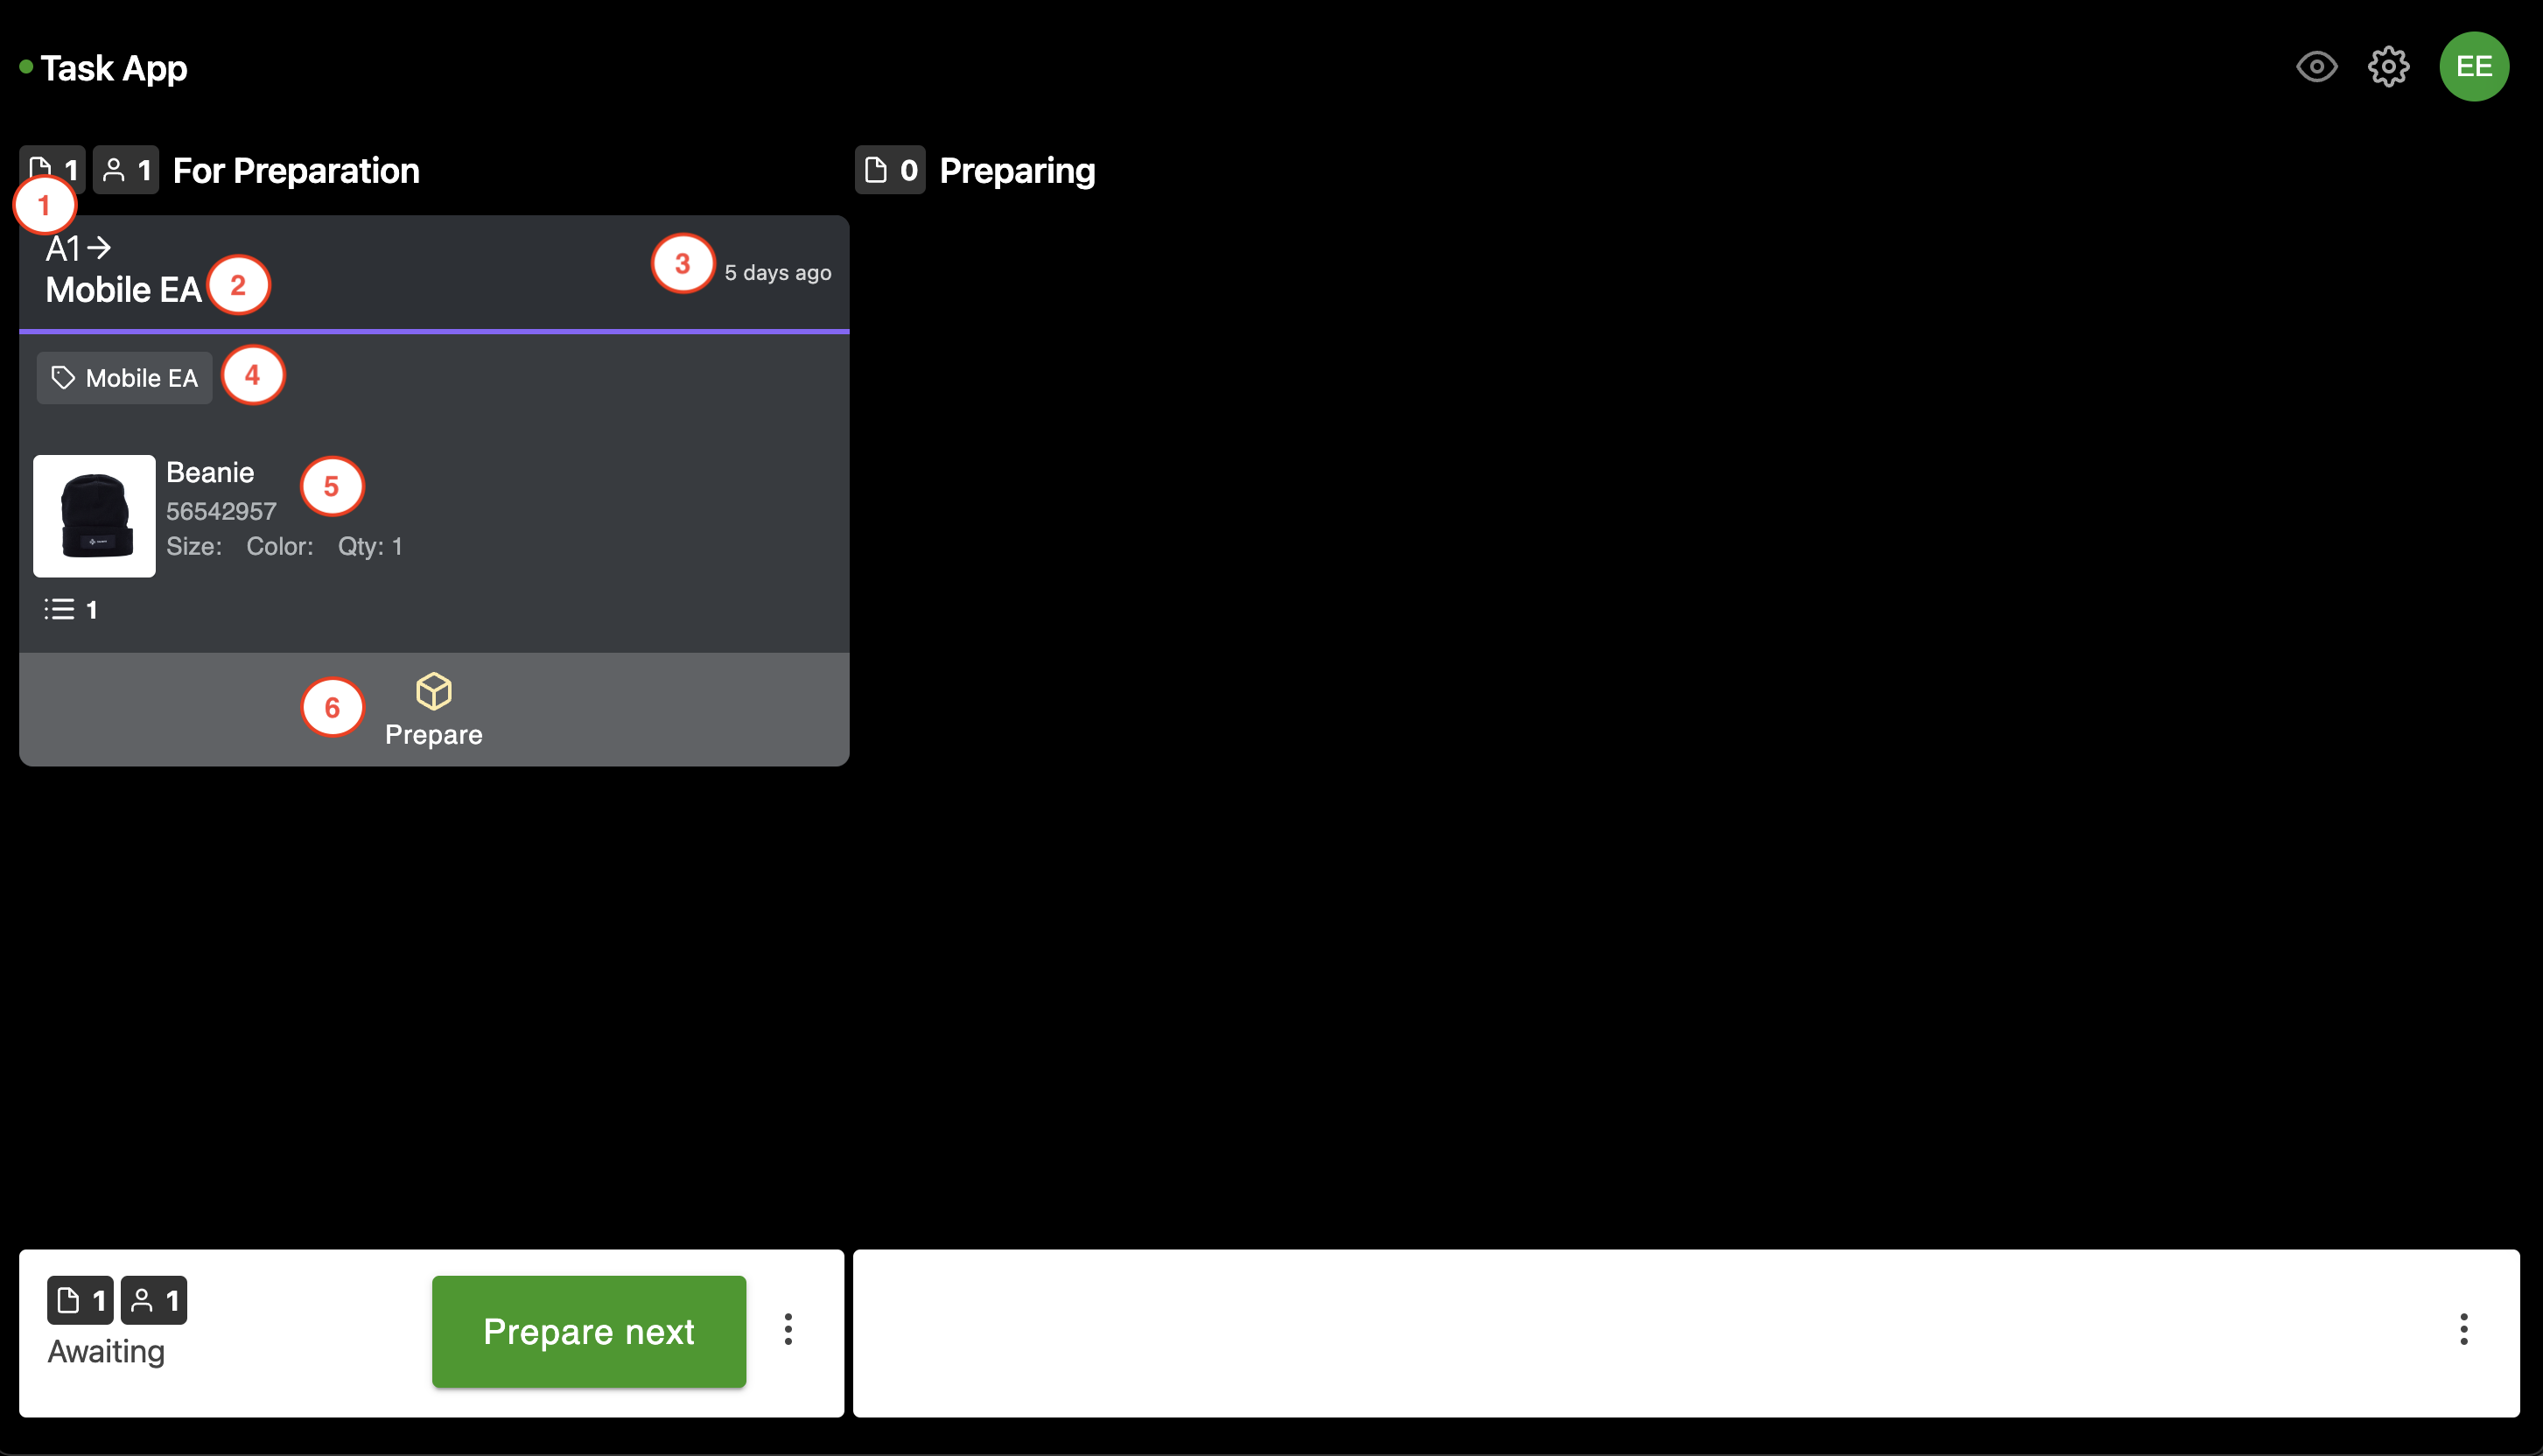 Task App
EE
1 1 For Preparation
0 Preparing
1
A1→
Mobile EA 2
3 5 days ago
Mobile EA 4
Beanie 5
56542957
Size: Color: Qty: 1
1
6
Prepare
1 1
Awaiting
Prepare next